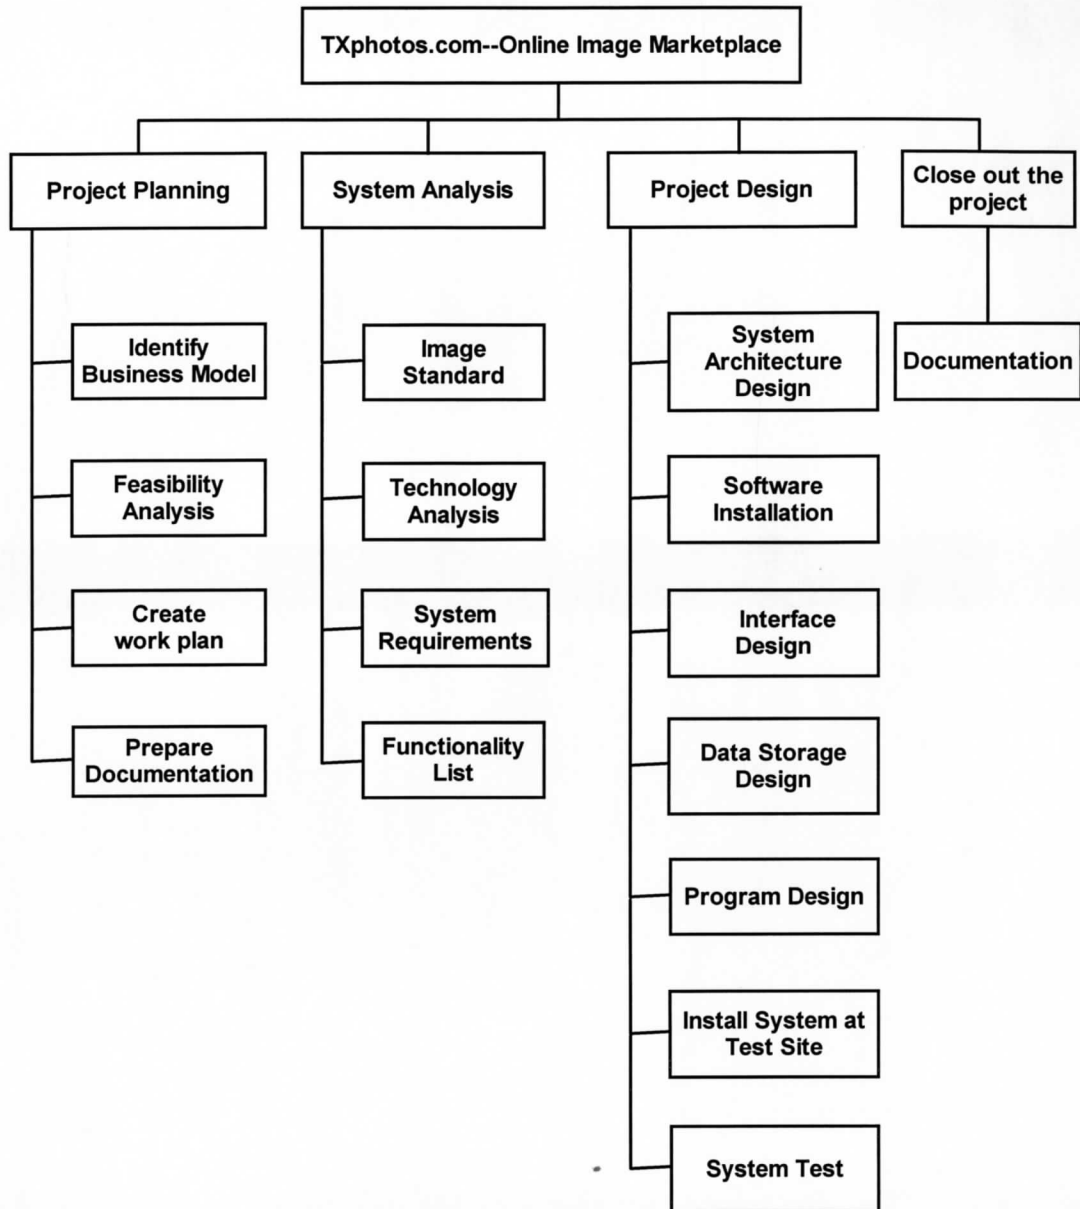 TXphotos.com--Online Image Marketplace
Project Planning
System Analysis
Project Design
Close out the
project
Identify
Business Model
Feasibility
Analysis
Create
work plan
Prepare
Documentation
Image
Standard
Technology
Analysis
System
Requirements
Functionality
List
System
Architecture
Design
Software
Installation
Interface
Design
Data Storage
Design
Program Design
Install System at
Test Site
System Test
Documentation